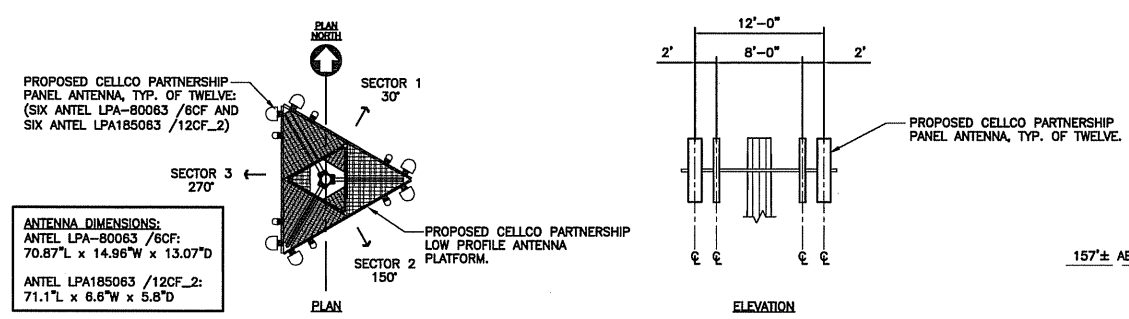 PLAN
NORTH
PROPOSED CELLCO PARTNERSHIP
PANEL ANTENNA, TYP. OF TWELVE:
(SIX ANTEL LPA-80063 /6CF AND
SIX ANTEL LPA185063 /12CF_2)
SECTOR 1
30°
SECTOR 3
270°
ANTENNA DIMENSIONS:
ANTEL LPA-80063 /6CF:
70.87"L x 14.96"W x 13.07"D
ANTEL LPA185063 /12CF_2:
71.1"L x 6.6"W x 5.8"D
PROPOSED CELLCO PARTNERSHIP
LOW PROFILE ANTENNA
PLATFORM.
SECTOR 2
150°
PLAN
12'-0"
2'
8'-0"
2'
PROPOSED CELLCO PARTNERSHIP
PANEL ANTENNA, TYP. OF TWELVE.
℄ ℄ ℄ ℄
ELEVATION
157'± AB